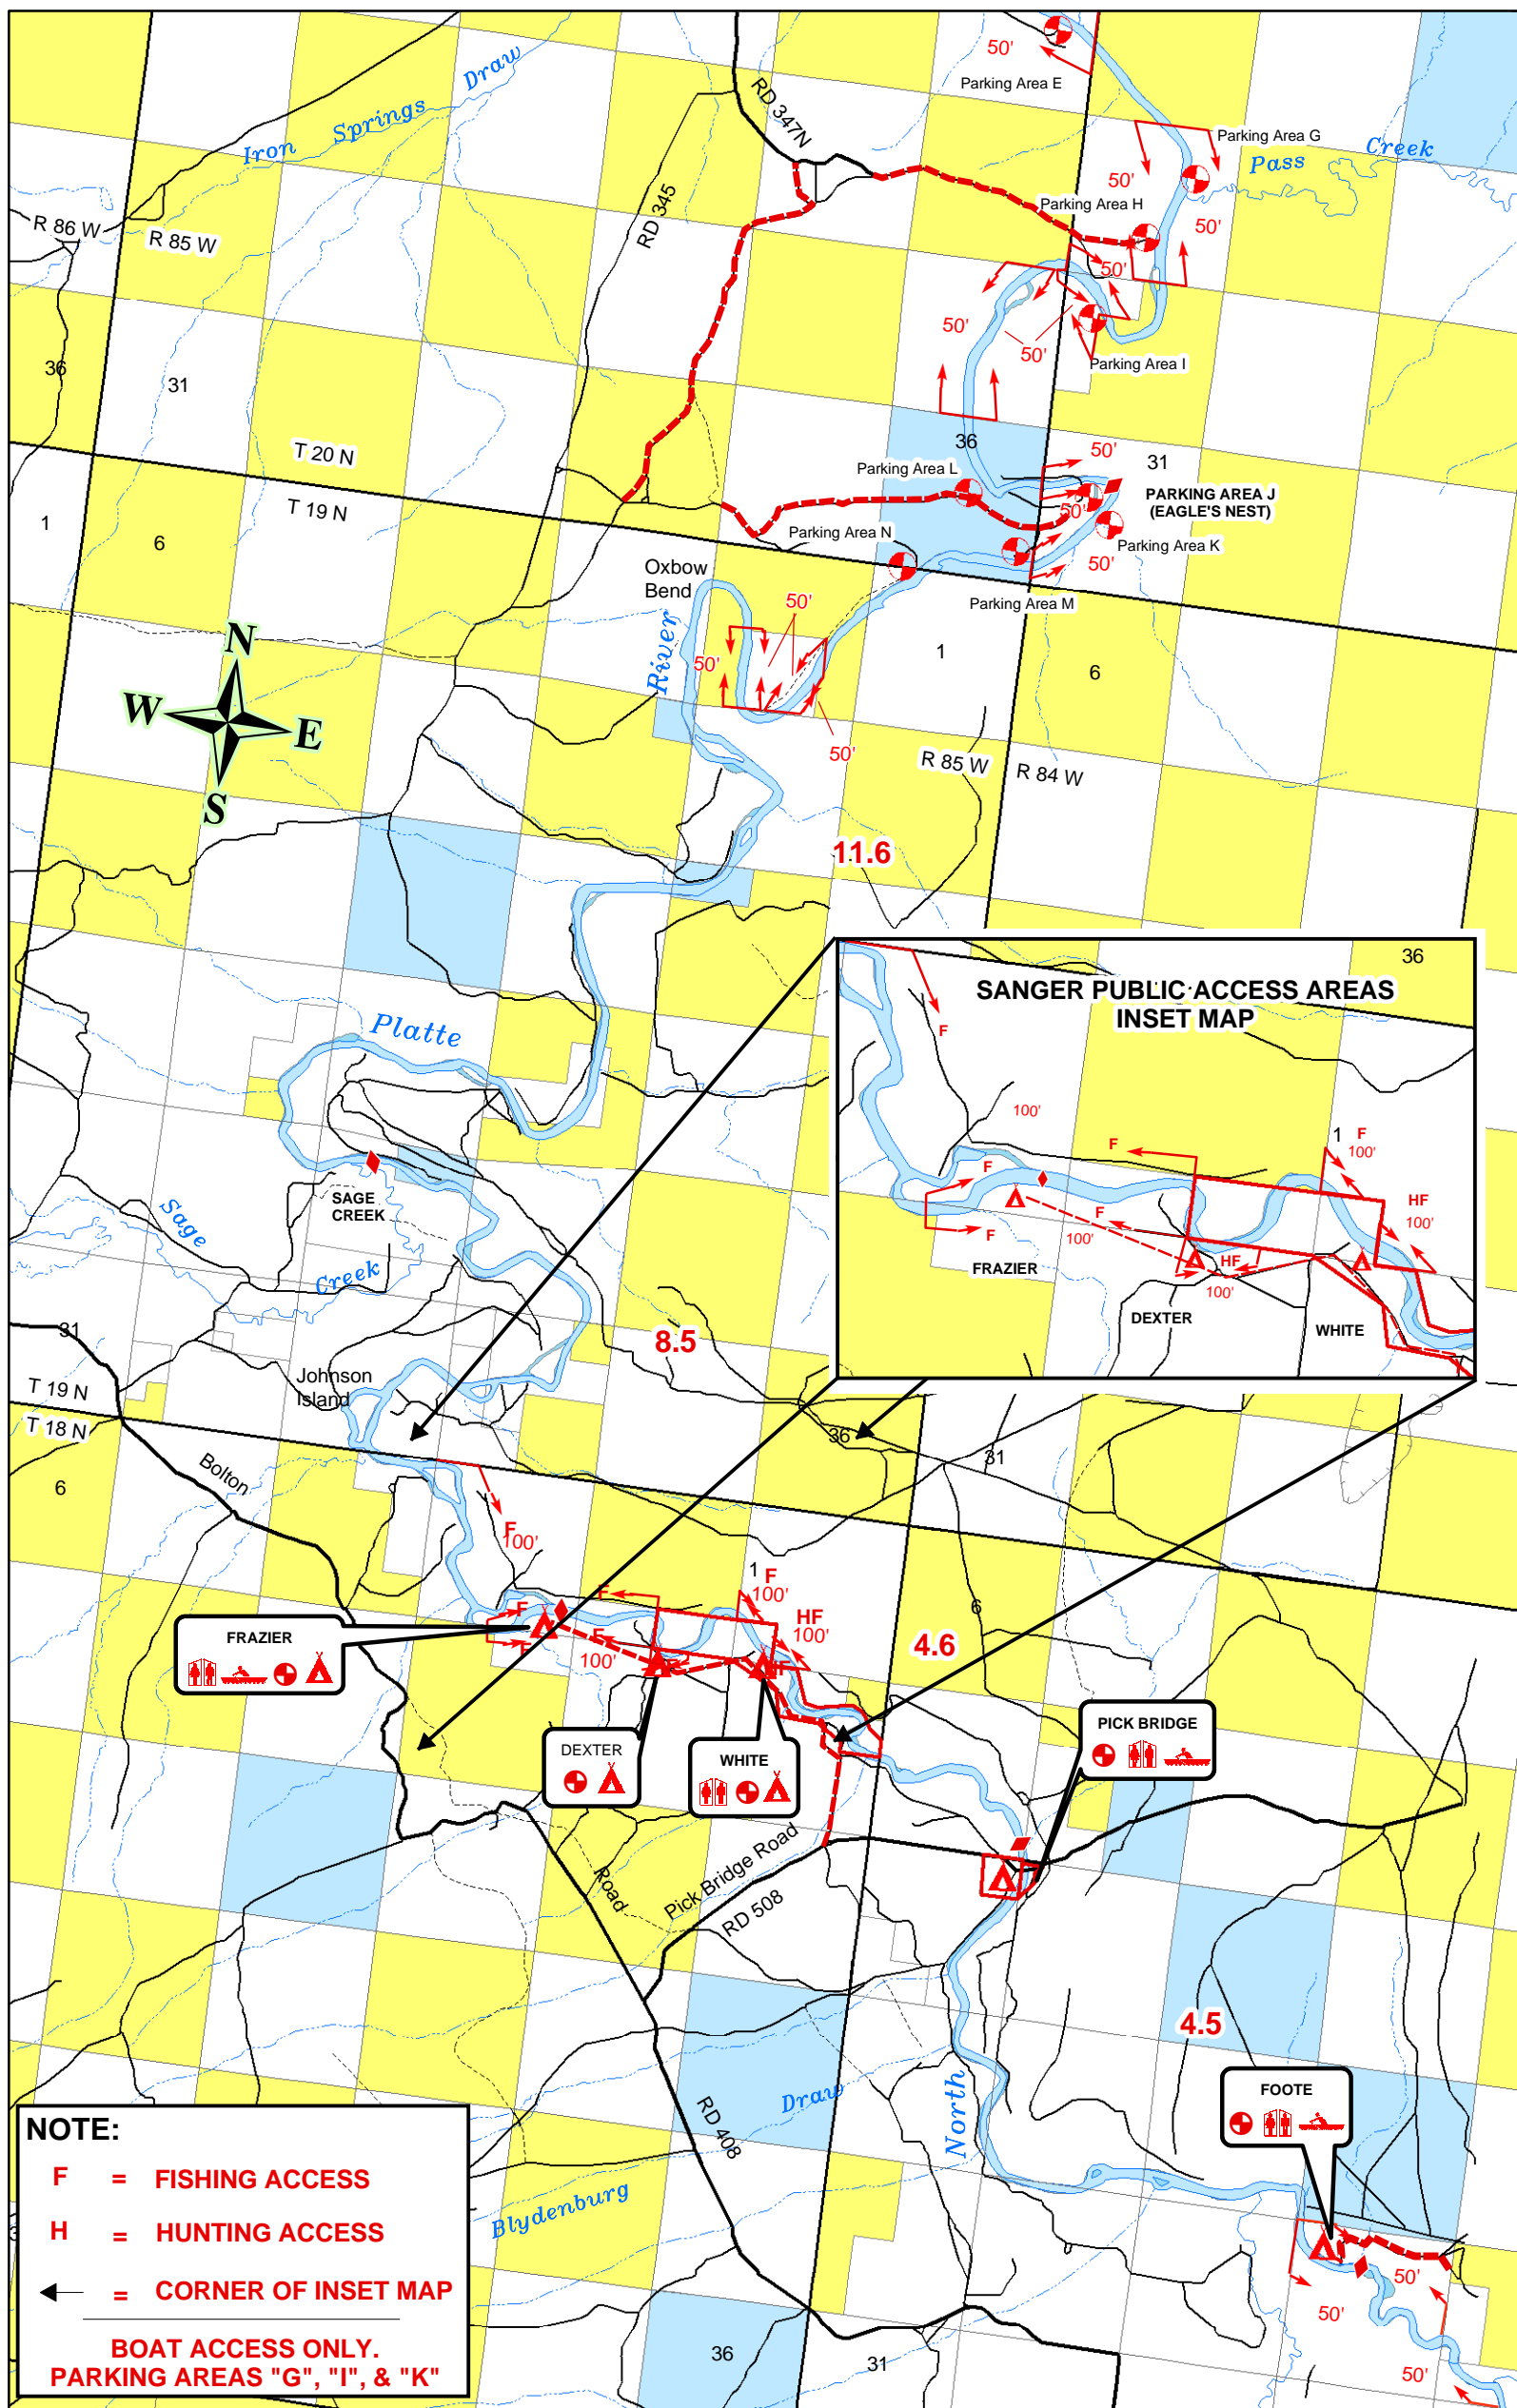 50'
Parking Area E
Iron Springs Draw
RD 347N
Parking Area G
Pass Creek
50'
Parking Area H
RD 345
50'
R 86 W
R 85 W
50'
50'
50'
Parking Area I
36
31
36
T 20 N
T 19 N
50'
31
Parking Area L
PARKING AREA J
(EAGLE'S NEST)
50'
1
6
Parking Area N
Parking Area K
50'
Oxbow
Bend
Parking Area M
50'
River
50'
1
6
N
W
E
S
50'
R 85 W
R 84 W
11.6
SANGER PUBLIC ACCESS AREAS
INSET MAP
36
F
100'
1
F
100'
F
F
HF
100'
F
F
100'
HF
100'
FRAZIER
DEXTER
WHITE
Platte
SAGE
CREEK
Sage
Creek
31
8.5
Johnson
Island
T 19 N
T 18 N
36
31
6
Bolton
F
100'
1
F
100'
F
F
HF
100'
6
F
F
100'
HF
4.6
FRAZIER
DEXTER
WHITE
PICK BRIDGE
Road
Pick Bridge Road
RD 508
4.5
North
Draw
RD 408
Blydenburg
FOOTE
50'
50'
50'
36
31
3
NOTE:
F = FISHING ACCESS
H = HUNTING ACCESS
= CORNER OF INSET MAP
BOAT ACCESS ONLY.
PARKING AREAS "G", "I", & "K"